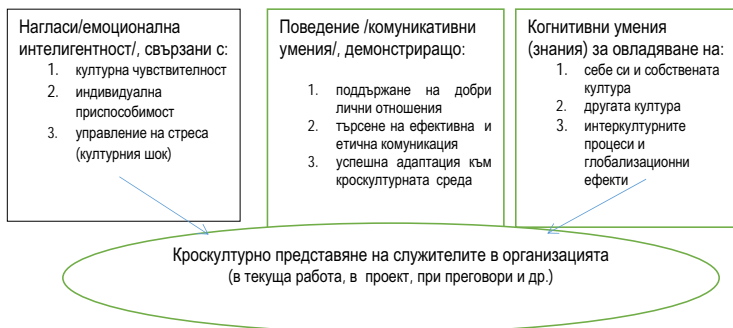 Нагласи/емоционална
интелигентност/, свързани с:
1. културна чувствителност
2. индивидуална
приспособимост
3. управление на стреса
(културния шок)
Поведение /комуникативни
умения/, демонстриращо:
1. поддържане на добри
лични отношения
2. търсене на ефективна и
етична комуникация
3. успешна адаптация към
кроскултурната среда
Когнитивни умения
(знания) за овладяване на:
1. себе си и собствената
култура
2. другата култура
3. интеркултурните
процеси и
глобализационни
ефекти
Кроскултурно представяне на служителите в организацията
(в текуща работа, в проект, при преговори и др.)